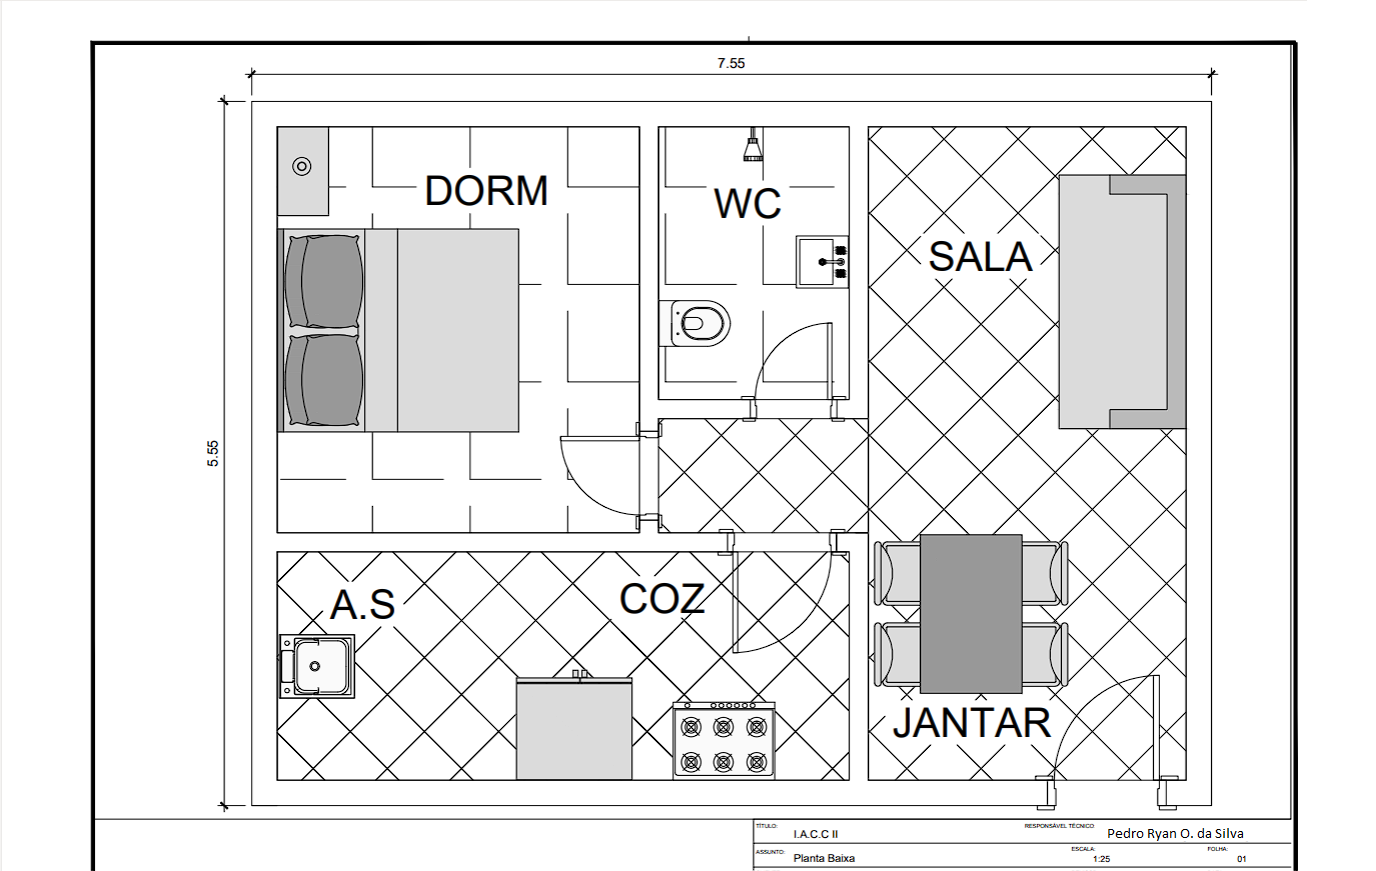 7.55
5.55
DORM
WC
SALA
A.S
COZ
JANTAR
TÍTULO:
I.A.C.C II
RESPONSÁVEL TÉCNICO
Pedro Ryan O. da Silva
ASSUNTO:
Planta Baixa
ESCALA:
1:25
FOLHA:
01